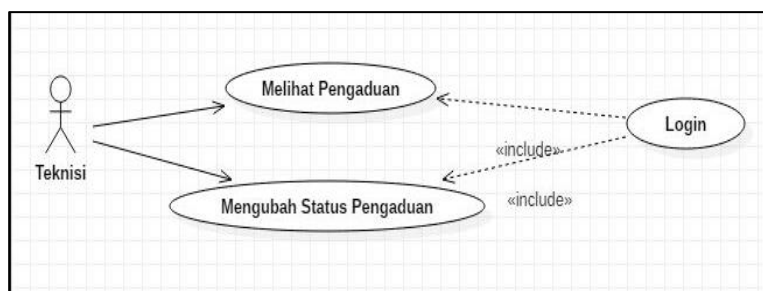 Melihat Pengaduan
Login
«include»
Teknisi
Mengubah Status Pengaduan
«include»